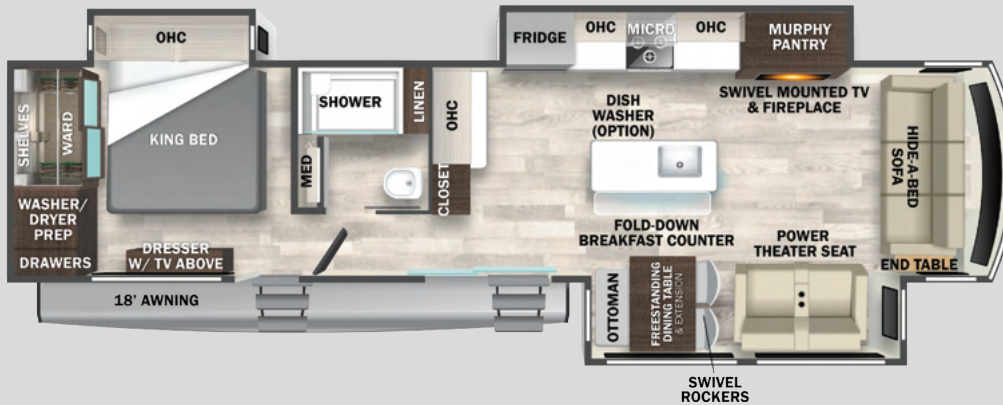 OHC
FRIDGE
OHC
MICRO
OHC
MURPHY
PANTRY
SHELVES
WARD
KING BED
SHOWER
LINEN
OHC
DISH
WASHER
(OPTION)
SWIVEL MOUNTED TV
& FIREPLACE
HIDE-A-BED
SOFA
MED
CLOSET
WASHER/
DRYER
PREP
DRAWERS
DRESSER
W/ TV ABOVE
FOLD-DOWN
BREAKFAST COUNTER
POWER
THEATER SEAT
END TABLE
18' AWNING
OTTOMAN
FREESTANDING
DINING TABLE
& EXTENSION
SWIVEL
ROCKERS